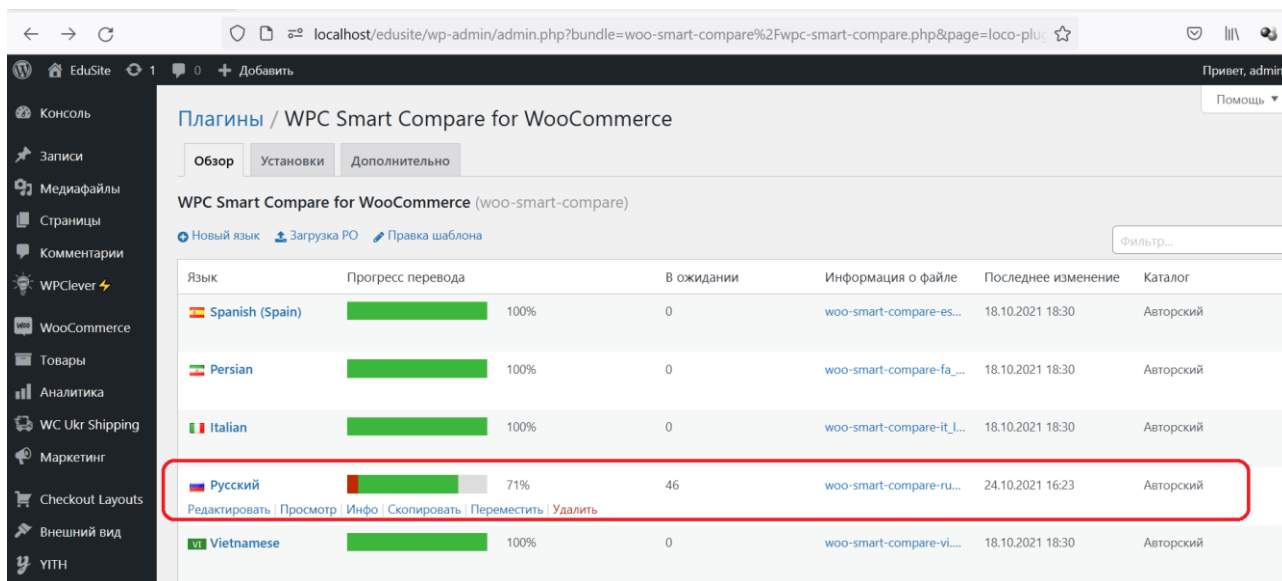 localhost/edusite/wp-admin/admin.php?bundle=woo-smart-compare%2Fwpc-smart-compare.php&page=loco-plug
EduSite 1 0 Добавить Привет, admin
Помощь
Консоль
Записи
Медиафайлы
Страницы
Комментарии
WPClever
WooCommerce
Товары
Аналитика
WC Ukr Shipping
Маркетинг
Checkout Layouts
Внешний вид
YITH
Плагины / WPC Smart Compare for WooCommerce
Обзор Установки Дополнительно
WPC Smart Compare for WooCommerce (woo-smart-compare)
Новый язык Загрузка PO Правка шаблона
Фильтр...
Язык Прогресс перевода В ожидании Информация о файле Последнее изменение Каталог
Spanish (Spain) 100% 0 woo-smart-compare-es... 18.10.2021 18:30 Авторский
Persian 100% 0 woo-smart-compare-fa_... 18.10.2021 18:30 Авторский
Italian 100% 0 woo-smart-compare-it_I... 18.10.2021 18:30 Авторский
Русский 71% 46 woo-smart-compare-ru... 24.10.2021 16:23 Авторский
Редактировать | Просмотр | Инфо | Скопировать | Переместить | Удалить
VI Vietnamese 100% 0 woo-smart-compare-vi.... 18.10.2021 18:30 Авторский